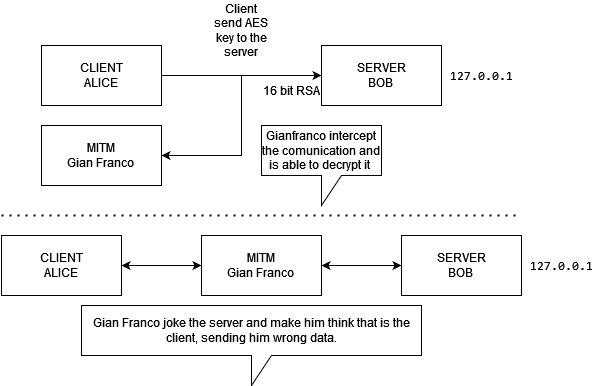 Client
send AES
key to the
server
CLIENT
ALICE
16 bit RSA
SERVER
BOB
127.0.0.1
MITM
Gian Franco
Gianfranco intercept
the comunication and
is able to decrypt it
CLIENT
ALICE
MITM
Gian Franco
SERVER
BOB
127.0.0.1
Gian Franco joke the server and make him think that is the
client, sending him wrong data.